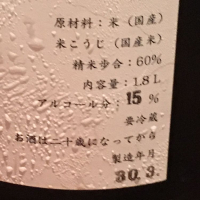 原材料：米（国産）
米こうじ（国産米）
精米歩合：60%
内容量：1.8L
アルコール分：15%
要冷蔵
お酒は二十歳になってから
製造年月
30.3.